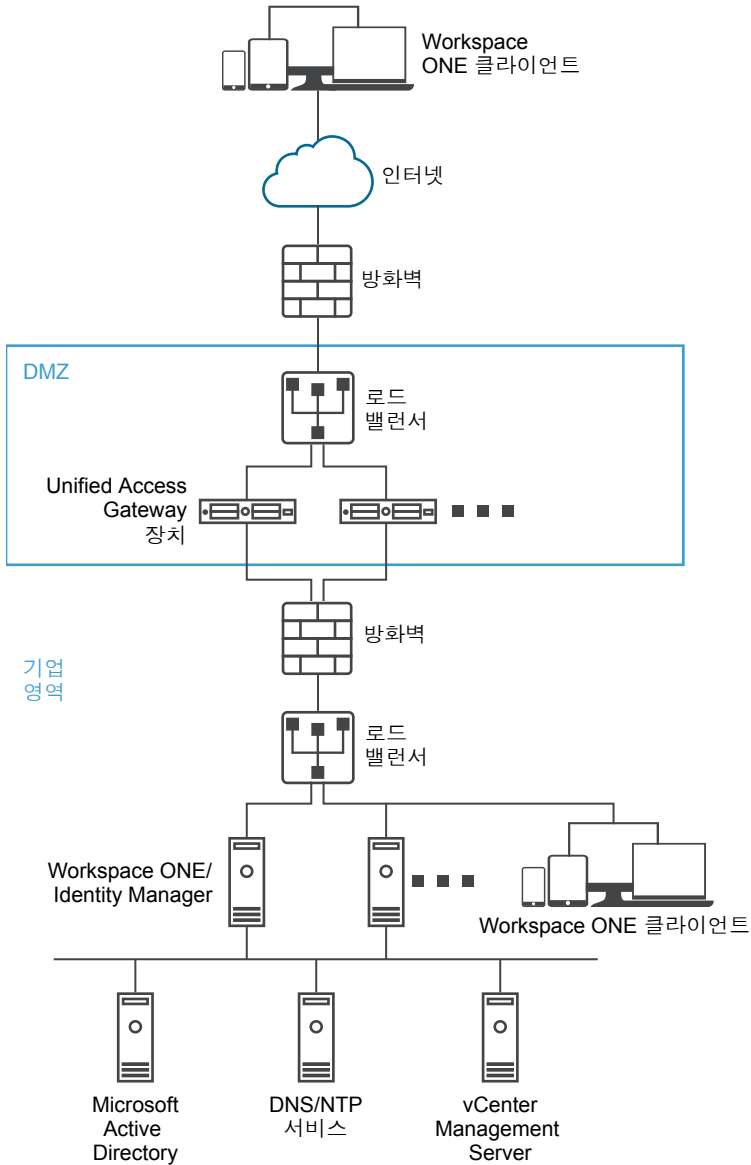 Workspace
ONE 클라이언트
인터넷
방화벽
DMZ
로드
밸런서
Unified Access
Gateway
장치
방화벽
기업
영역
로드
밸런서
Workspace ONE/
Identity Manager
Workspace ONE 클라이언트
Microsoft
Active
Directory
DNS/NTP
서비스
vCenter
Management
Server